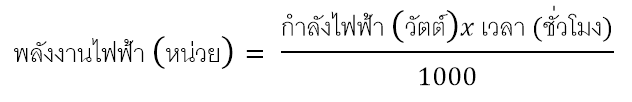 พลังงานไฟฟ้า (หน่วย) = กำลังไฟฟ้า (วัตต์)x เวลา (ชั่วโมง)
1000